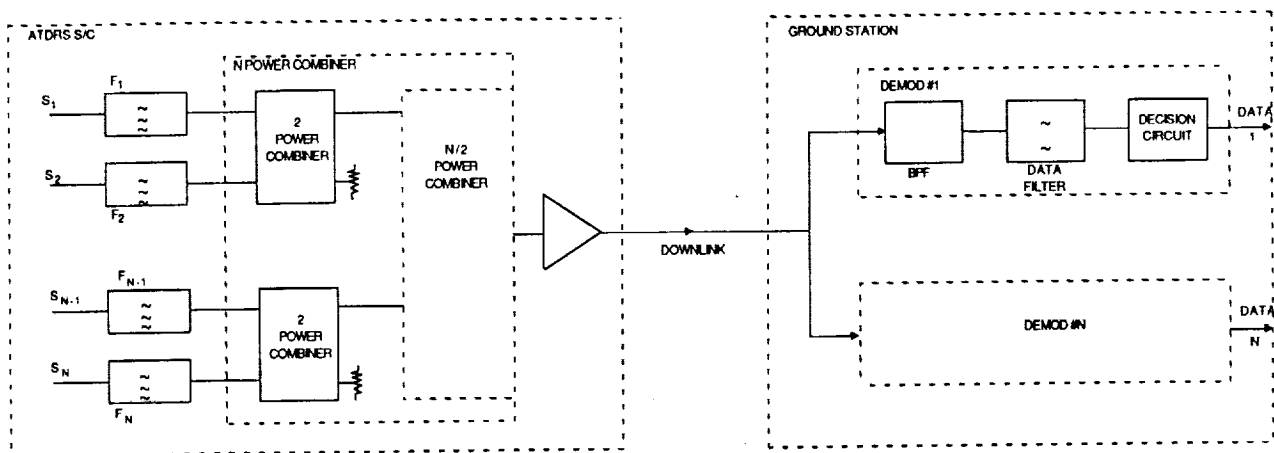 ATDRS S/C
N POWER COMBINER
F1
S1
2
POWER
COMBINER
S2
F2
N/2
POWER
COMBINER
FN-1
SN-1
2
POWER
COMBINER
SN
FN
DOWNLINK
GROUND STATION
DEMOD #1
BPF
~
~
DATA
FILTER
DECISION
CIRCUIT
DATA
1
DEMOD #N
DATA
N